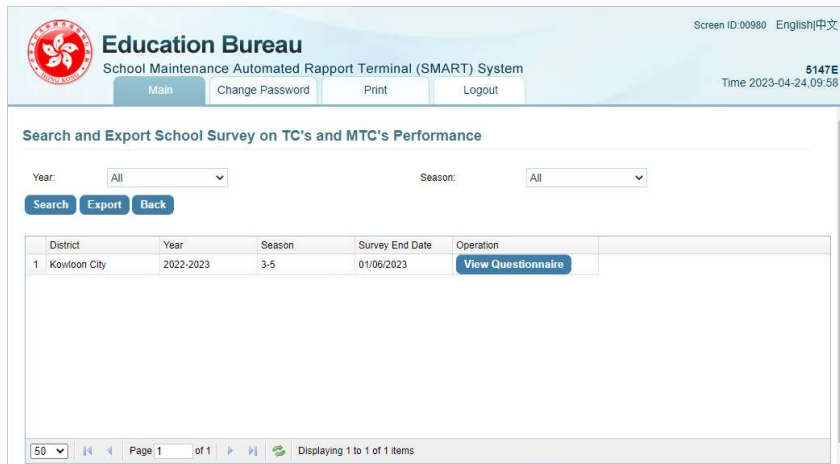 Screen ID:00980 English|中文
Education Bureau
School Maintenance Automated Rapport Terminal (SMART) System
5147E
Time 2023-04-24,09:58
Main Change Password Print Logout
Search and Export School Survey on TC's and MTC's Performance
Year: All Season: All
Search Export Back
District Year Season Survey End Date Operation
1 Kowloon City 2022-2023 3-5 01/06/2023 View Questionnaire
50 Page 1 of 1 Displaying 1 to 1 of 1 items